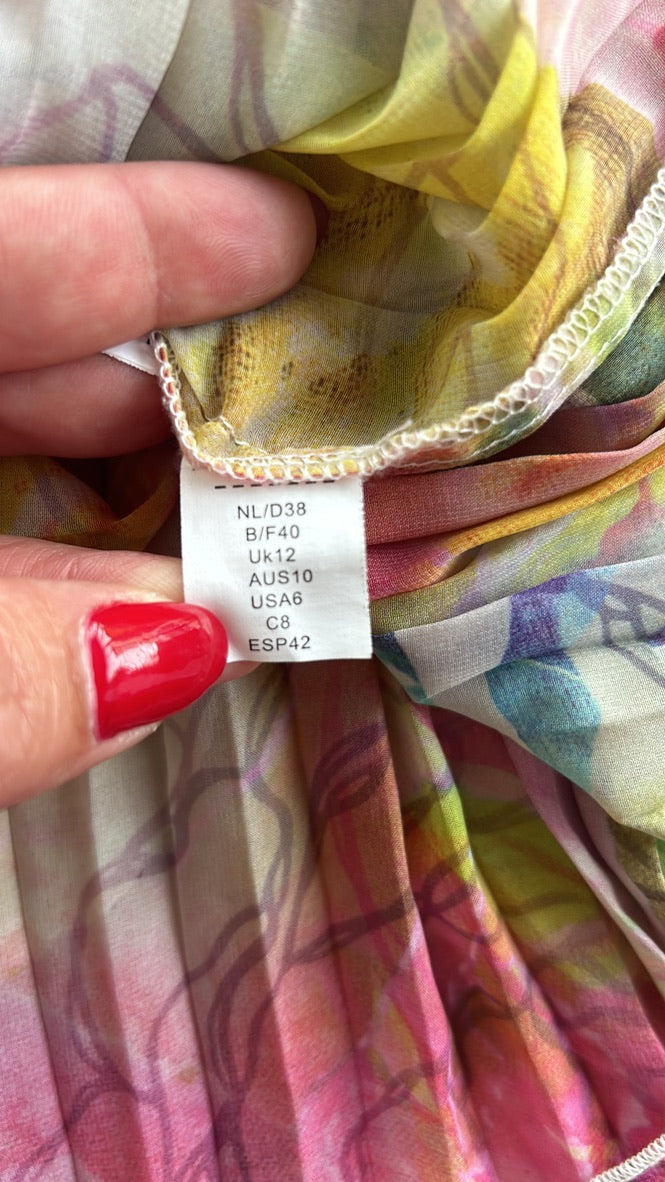 NL/D38
B/F40
Uk12
AUS10
USA6
C8
ESP42